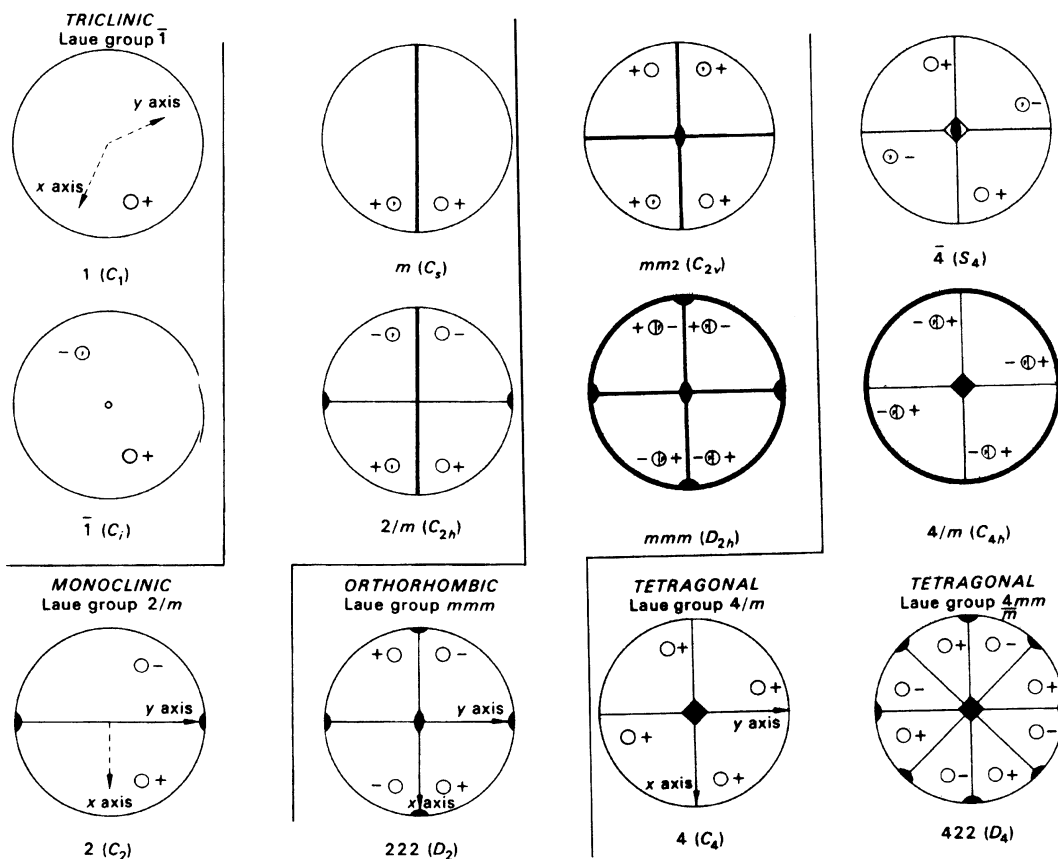 TRICLINIC
Laue group 1̅
y axis
x axis
+
1 (C₁)
+ +
m (Cₛ)
+ +
+ +
mm2 (C₂ᵥ)
+
-
-
+
4̅ (S₄)
-
+
1̅ (Cᵢ)
- -
+ +
2/m (C₂ₕ)
+ - + -
- + - +
mmm (D₂ₕ)
- +
- +
- +
- +
4/m (C₄ₕ)
MONOCLINIC
Laue group 2/m
-
y axis
+
x axis
2 (C₂)
ORTHORHOMBIC
Laue group mmm
+ -
y axis
- +
x axis
222 (D₂)
TETRAGONAL
Laue group 4/m
+
+
y axis
+
x axis +
4 (C₄)
TETRAGONAL
Laue group 4/m mm
+ -
- +
+ -
- +
422 (D₄)